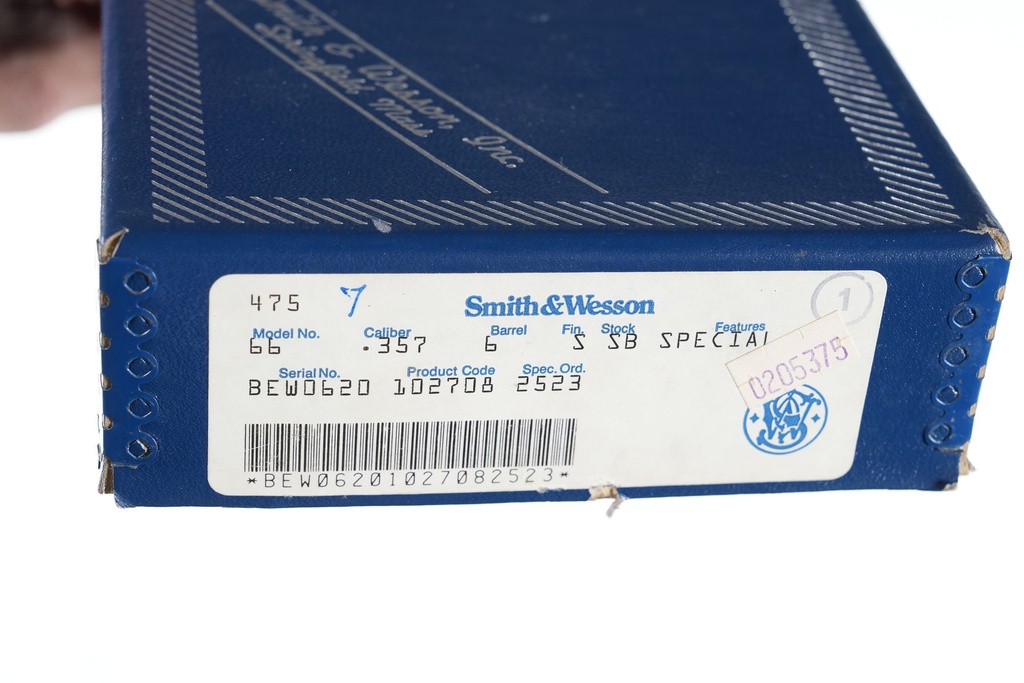 Smith & Wesson, Inc.
Springfield, Mass.
475 7 Smith & Wesson 1
Model No. Caliber Barrel Fin. Stock Features
66 .357 6 S SB SPECIAL
0205375
Serial No. Product Code Spec. Ord.
BEW0620 102708 2523
SW
*BEW06201027082523*